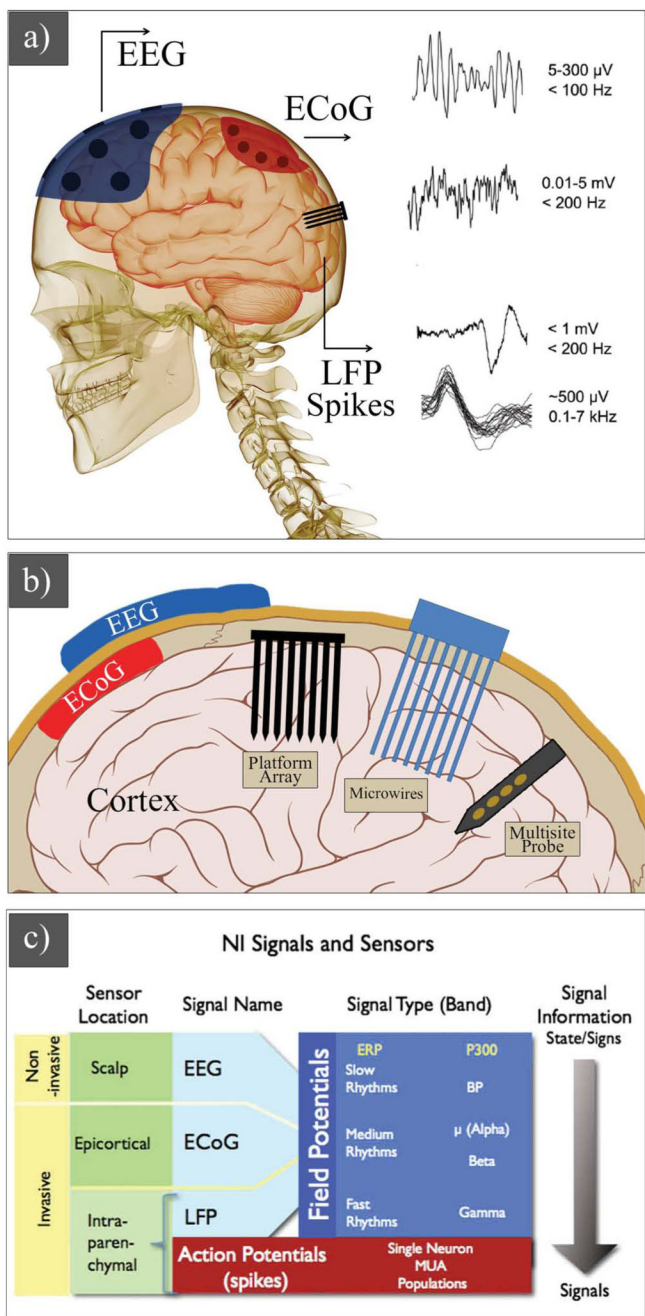 a)
EEG
ECoG
LFP
Spikes
5-300 μV
< 100 Hz
0.01-5 mV
< 200 Hz
< 1 mV
< 200 Hz
~500 μV
0.1-7 kHz
b)
EEG
ECoG
Cortex
Platform
Array
Microwires
Multisite
Probe
c)
NI Signals and Sensors
Sensor
Location
Signal Name
Signal Type (Band)
Signal
Information
State/Signs
Non
-invasive
Scalp
EEG
Field Potentials
ERP
P300
Slow
Rhythms
BP
Invasive
Epicortical
ECoG
Medium
Rhythms
μ (Alpha)
Beta
Intra-
paren-
chymal
LFP
Fast
Rhythms
Gamma
Action Potentials
(spikes)
Single Neuron
MUA
Populations
Signals